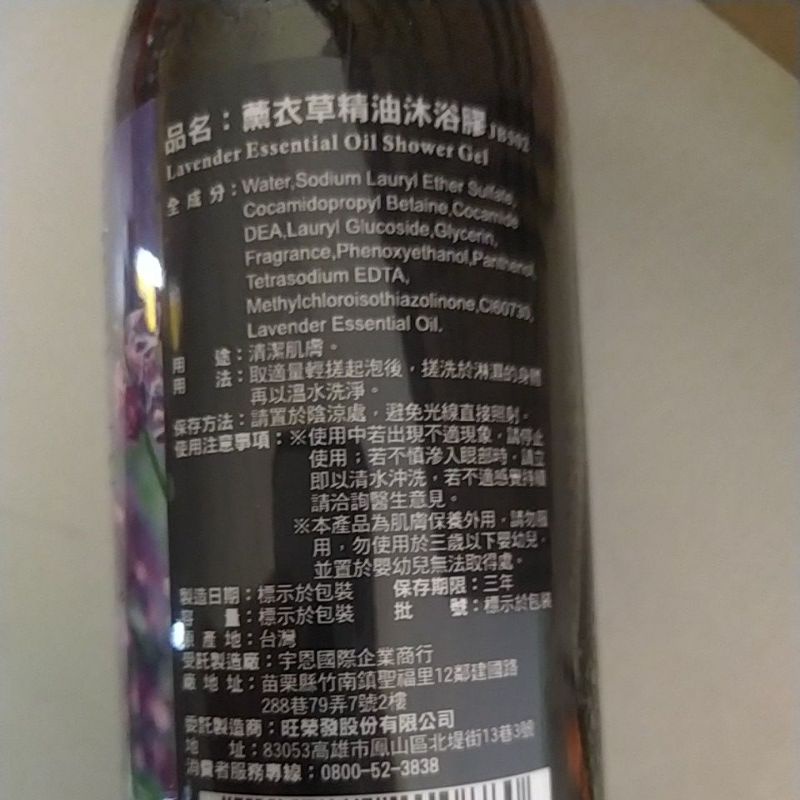 品名：薰衣草精油沐浴膠JB302
Lavender Essential Oil Shower Gel
全 成 分：Water,Sodium Lauryl Ether Sulfate,
Cocamidopropyl Betaine,Cocamide
DEA,Lauryl Glucoside,Glycerin,
Fragrance,Phenoxyethanol,Panthenol,
Tetrasodium EDTA,
Methylchloroisothiazolinone,CI60730,
Lavender Essential Oil.
用　　途：清潔肌膚。
用　　法：取適量輕搓起泡後，搓洗於淋濕的身體
再以溫水洗淨。
保存方法：請置於陰涼處，避免光線直接照射。
使用注意事項：※使用中若出現不適現象，請停止
使用；若不慎滲入眼部時，請立
即以清水沖洗，若不適感覺持續
請洽詢醫生意見。
※本產品為肌膚保養外用，請勿服
用，勿使用於三歲以下嬰幼兒，
並置於嬰幼兒無法取得處。
製造日期：標示於包裝　保存期限：三年
容　　量：標示於包裝　批　　號：標示於包裝
原 產 地：台灣
受託製造廠：宇恩國際企業商行
廠 地 址：苗栗縣竹南鎮聖福里12鄰建國路
288巷79弄7號2樓
委託製造商：旺榮發股份有限公司
地　　址：83053高雄市鳳山區北堤街13巷3號
消費者服務專線：0800-52-3838